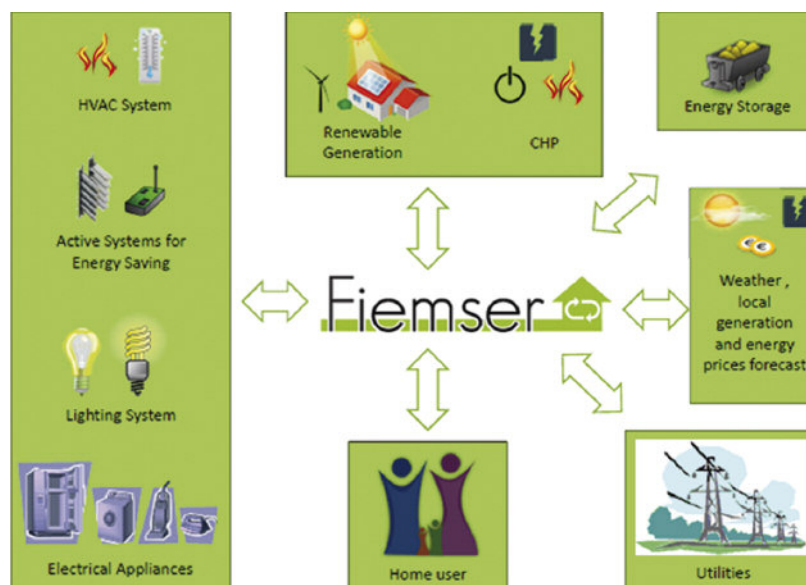 HVAC System
Active Systems for
Energy Saving
Lighting System
Electrical Appliances
Renewable
Generation
CHP
Energy Storage
Fiemser
Weather ,
local
generation
and energy
prices forecast
€
€
Home user
Utilities